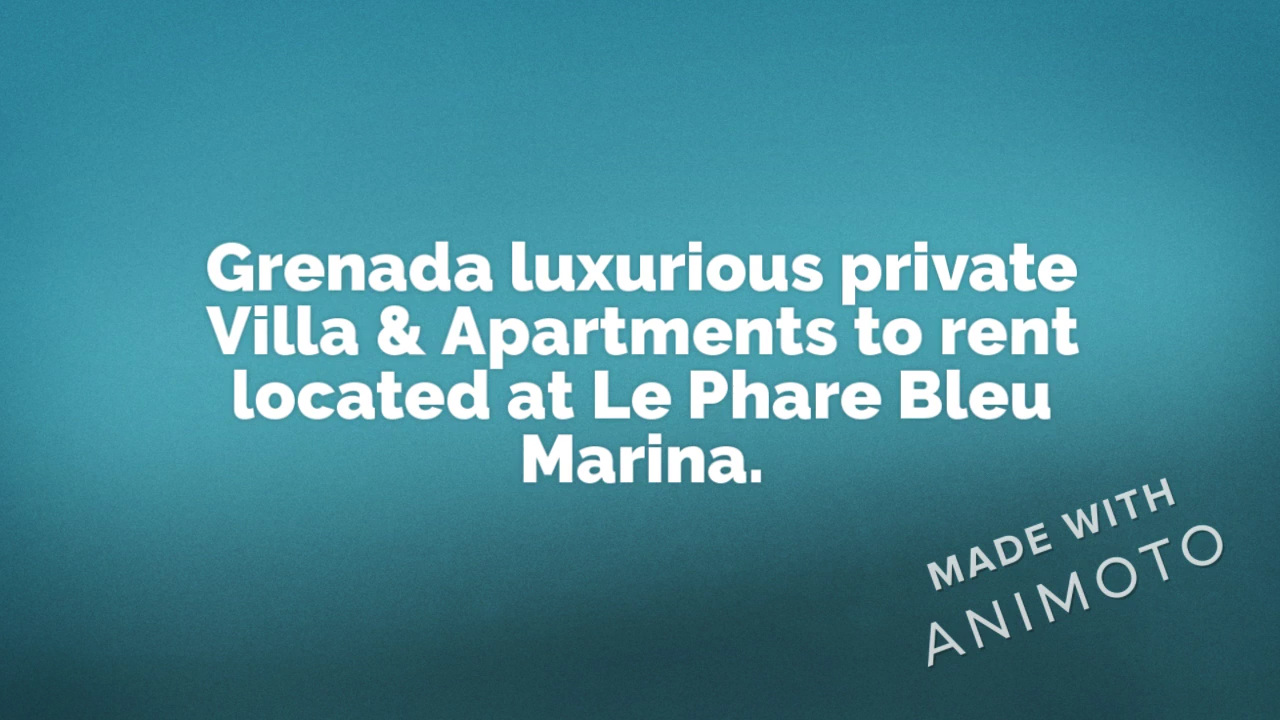 Grenada luxurious private
Villa & Apartments to rent
located at Le Phare Bleu
Marina.
MADE WITH
ANIMOTO